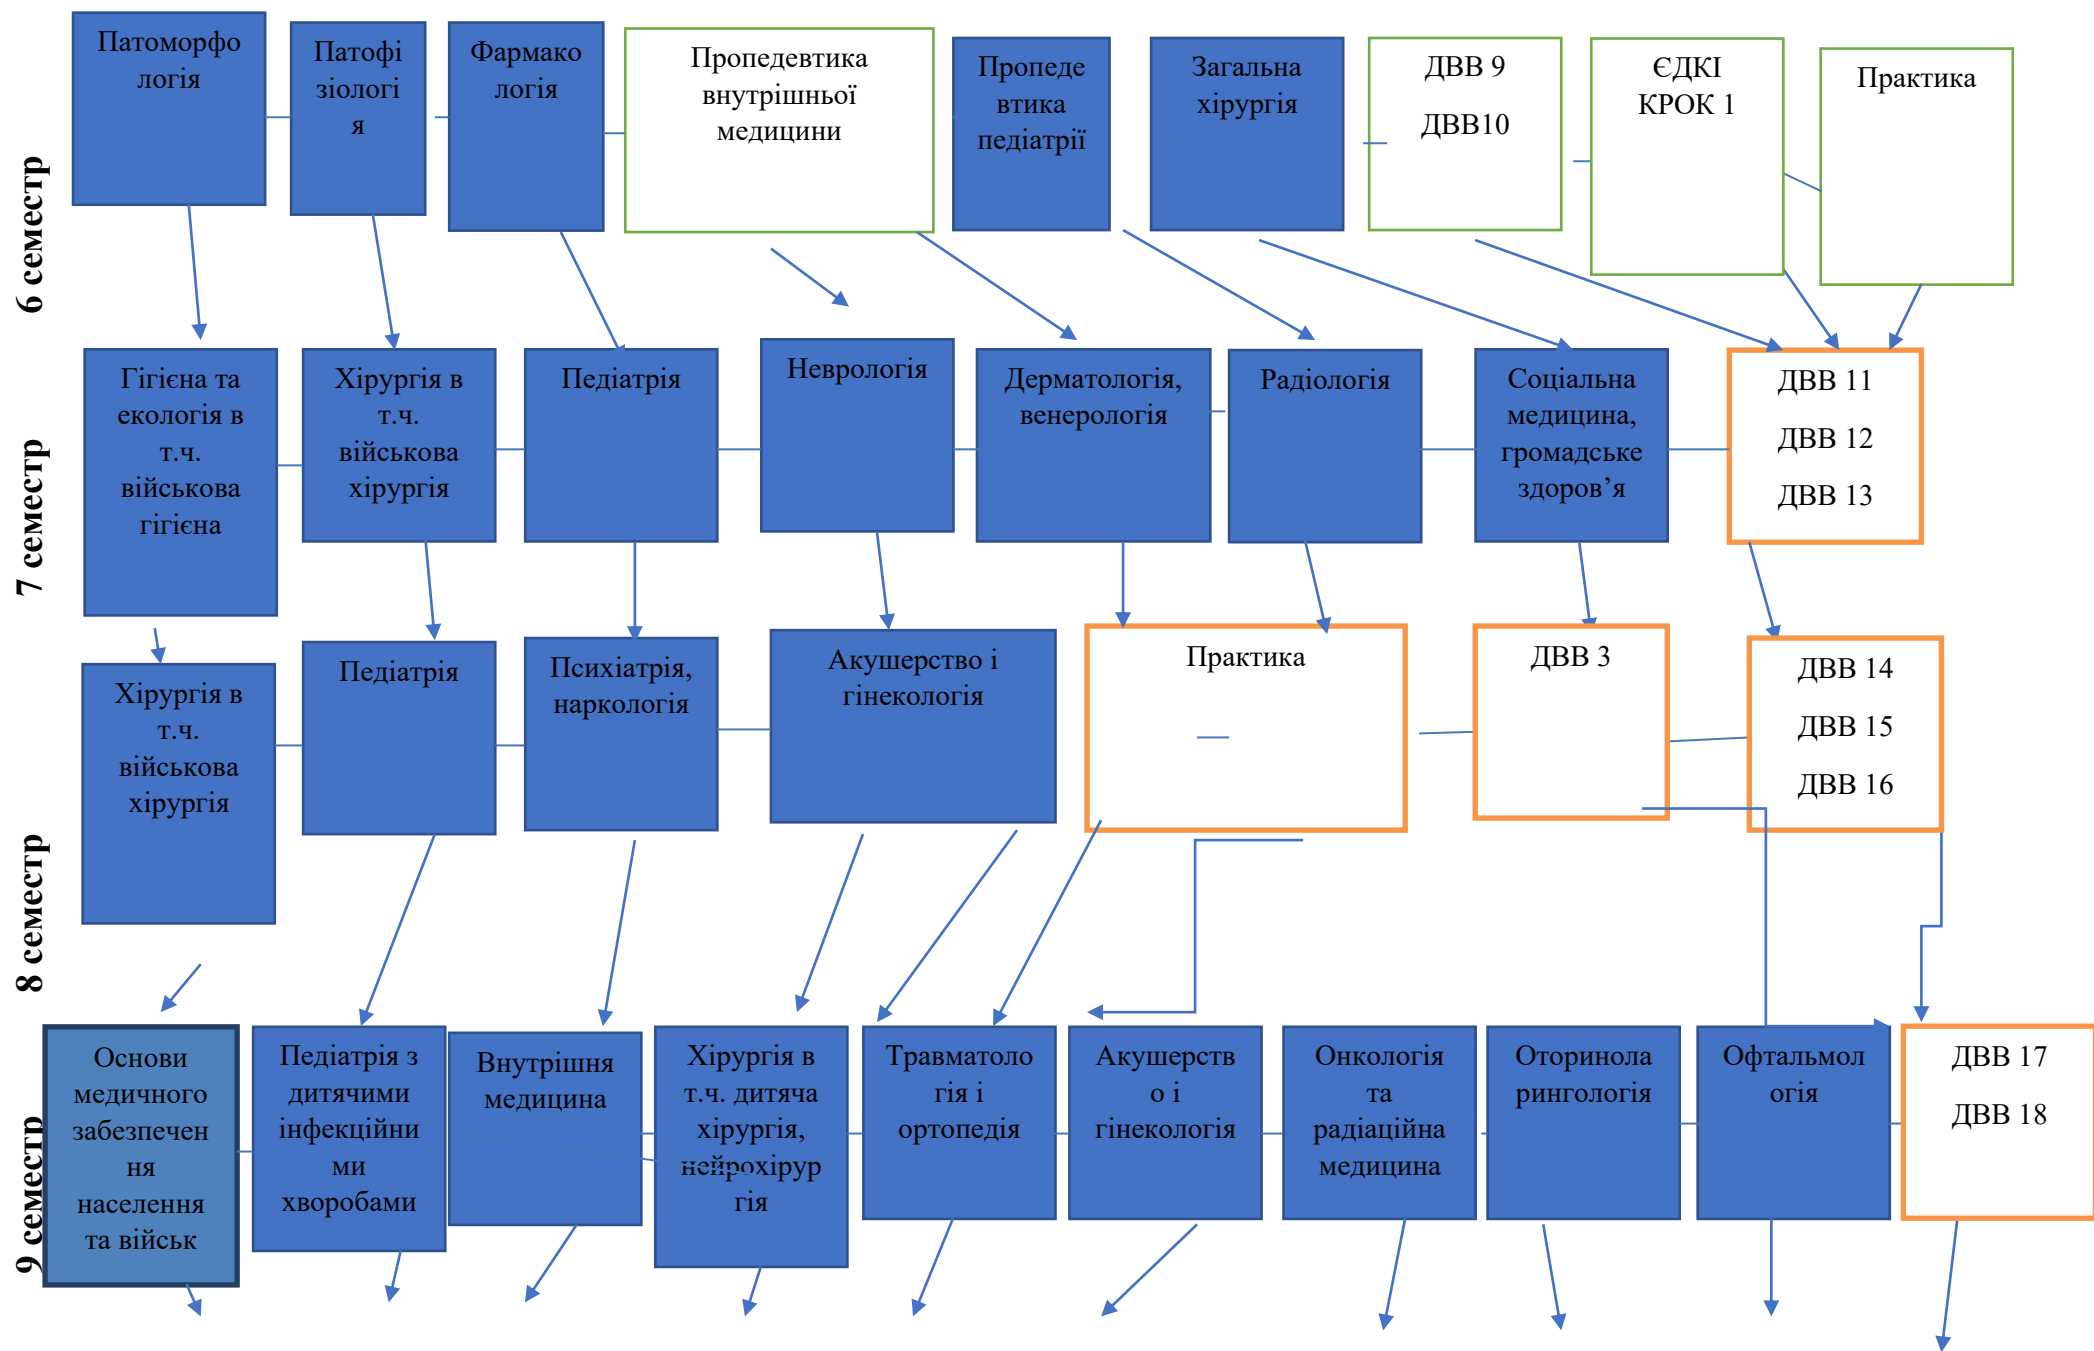 6 семестр
Патоморфо
логія
Патофі
зіологі
я
Фармако
логія
Пропедевтика
внутрішньої
медицини
Пропеде
втика
педіатрії
Загальна
хірургія
ДВВ 9
ДВВ10
ЄДКІ
КРОК 1
Практика
7 семестр
Гігієна та
екологія в
т.ч.
військова
гігієна
Хірургія в
т.ч.
військова
хірургія
Педіатрія
Неврологія
Дерматологія,
венерологія
Радіологія
Соціальна
медицина,
громадське
здоров’я
ДВВ 11
ДВВ 12
ДВВ 13
8 семестр
Хірургія в
т.ч.
військова
хірургія
Педіатрія
Психіатрія,
наркологія
Акушерство і
гінекологія
Практика
ДВВ 3
ДВВ 14
ДВВ 15
ДВВ 16
9 семестр
Основи
медичного
забезпечен
ня
населення
та військ
Педіатрія з
дитячими
інфекційни
ми
хворобами
Внутрішня
медицина
Хірургія в
т.ч. дитяча
хірургія,
нейрохірур
гія
Травматоло
гія і
ортопедія
Акушерств
о і
гінекологія
Онкологія
та
радіаційна
медицина
Оторинола
рингологія
Офтальмол
огія
ДВВ 17
ДВВ 18